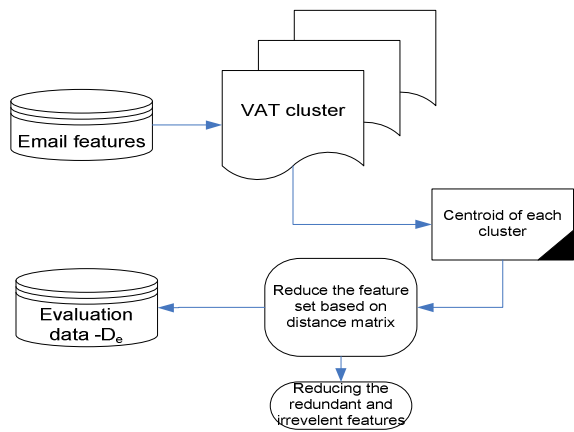 VAT cluster
Email features
Centroid of each
cluster
Reduce the feature
set based on
distance matrix
Evaluation
data -De
Reducing the
redundant and
irrevelent features